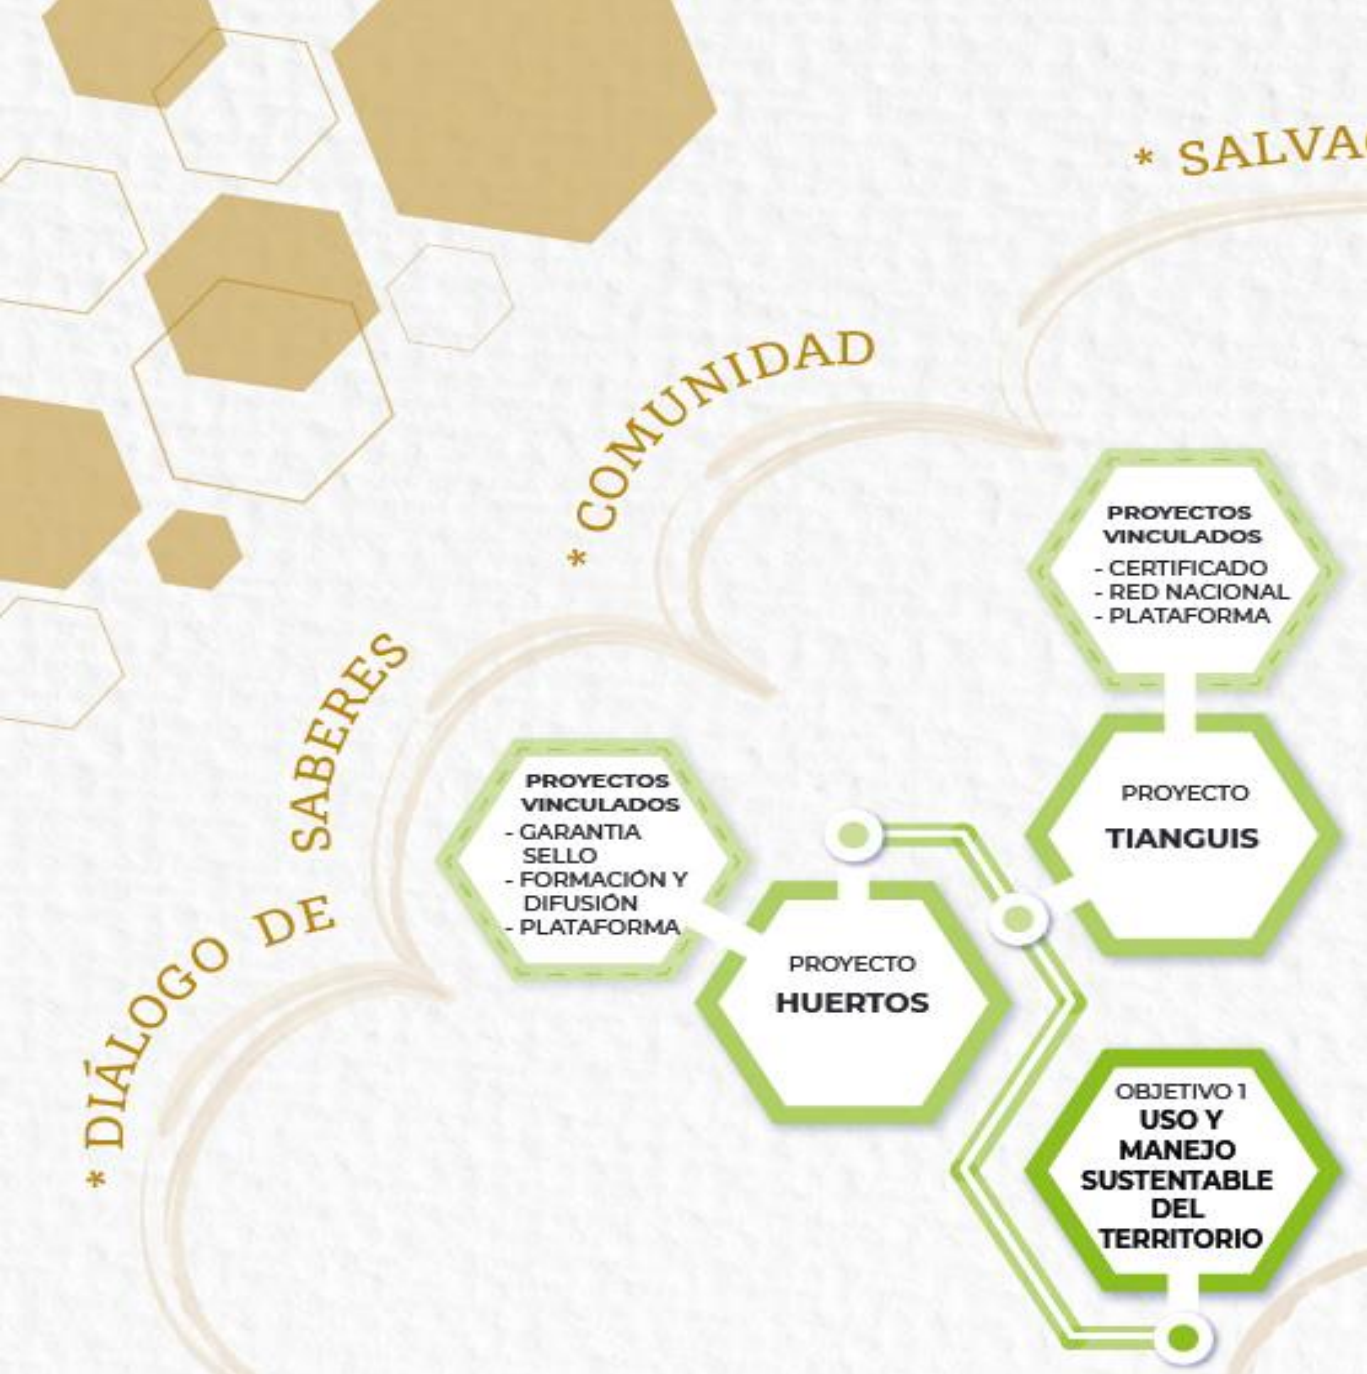 * SALVA
* COMUNIDAD
* DIÁLOGO DE SABERES
PROYECTOS
VINCULADOS
- CERTIFICADO
- RED NACIONAL
- PLATAFORMA
PROYECTO
TIANGUIS
PROYECTOS
VINCULADOS
- GARANTIA
SELLO
- FORMACIÓN Y
DIFUSIÓN
- PLATAFORMA
PROYECTO
HUERTOS
OBJETIVO 1
USO Y
MANEJO
SUSTENTABLE
DEL
TERRITORIO